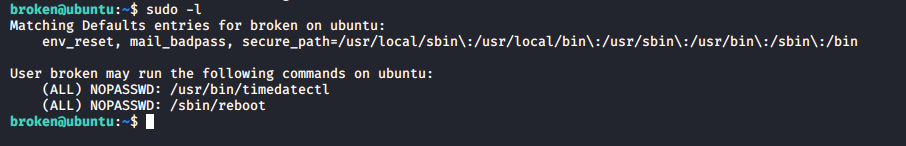 broken@ubuntu:~$ sudo -l
Matching Defaults entries for broken on ubuntu:
    env_reset, mail_badpass, secure_path=/usr/local/sbin\:/usr/local/bin\:/usr/sbin\:/usr/bin\:/sbin\:/bin

User broken may run the following commands on ubuntu:
    (ALL) NOPASSWD: /usr/bin/timedatectl
    (ALL) NOPASSWD: /sbin/reboot
broken@ubuntu:~$